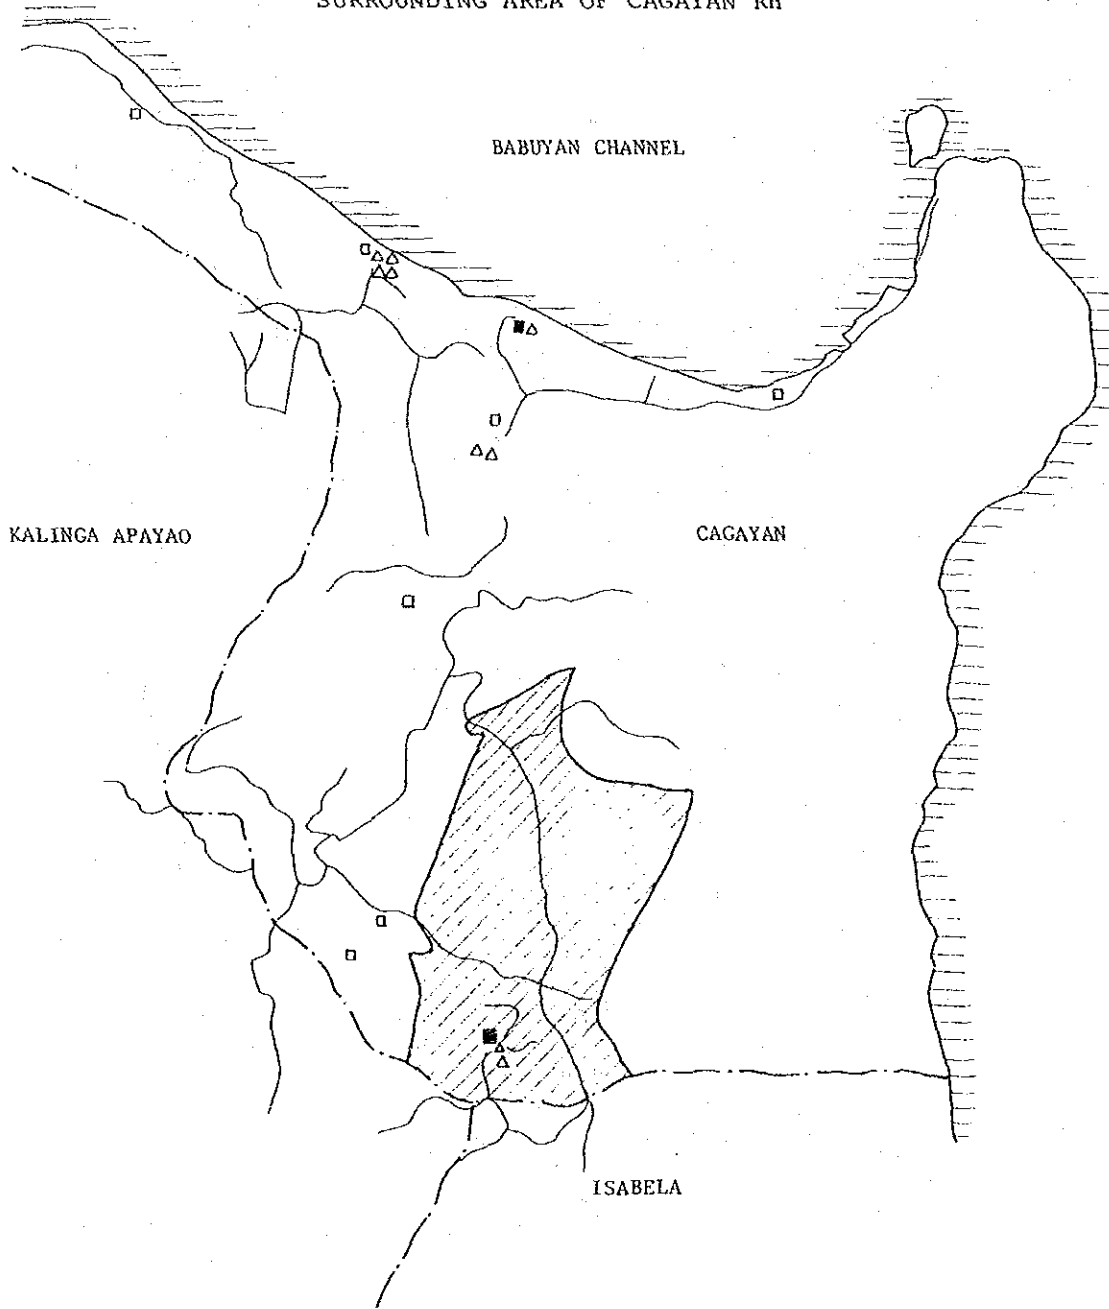 SURROUNDING AREA OF CAGAYAN RH
BABUYAN CHANNEL
KALINGA APAYAO
CAGAYAN
ISABELA